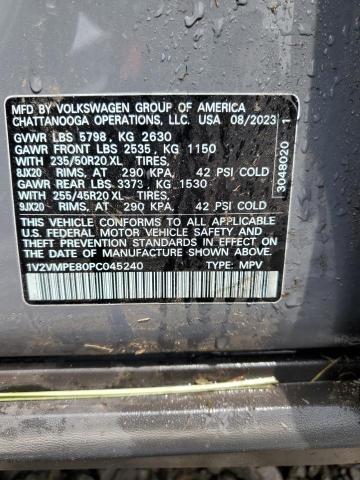 MFD BY VOLKSWAGEN GROUP OF AMERICA
CHATTANOOGA OPERATIONS, LLC. USA 08/2023
GVWR LBS 5798, KG 2630
GAWR FRONT LBS 2535, KG 1150
WITH 235/50R20 XL TIRES,
8JX20 RIMS, AT 290 KPA, 42 PSI COLD
GAWR REAR LBS 3373, KG 1530
WITH 255/45R20 XL TIRES,
9JX20 RIMS, AT 290 KPA, 42 PSI COLD
THIS VEHICLE CONFORMS TO ALL APPLICABLE
U.S. FEDERAL MOTOR VEHICLE SAFETY AND
THEFT PREVENTION STANDARDS IN EFFECT ON THE
DATE OF MANUFACTURE SHOWN ABOVE.
1V2VMPE80PC045240 TYPE: MPV
3048020 1